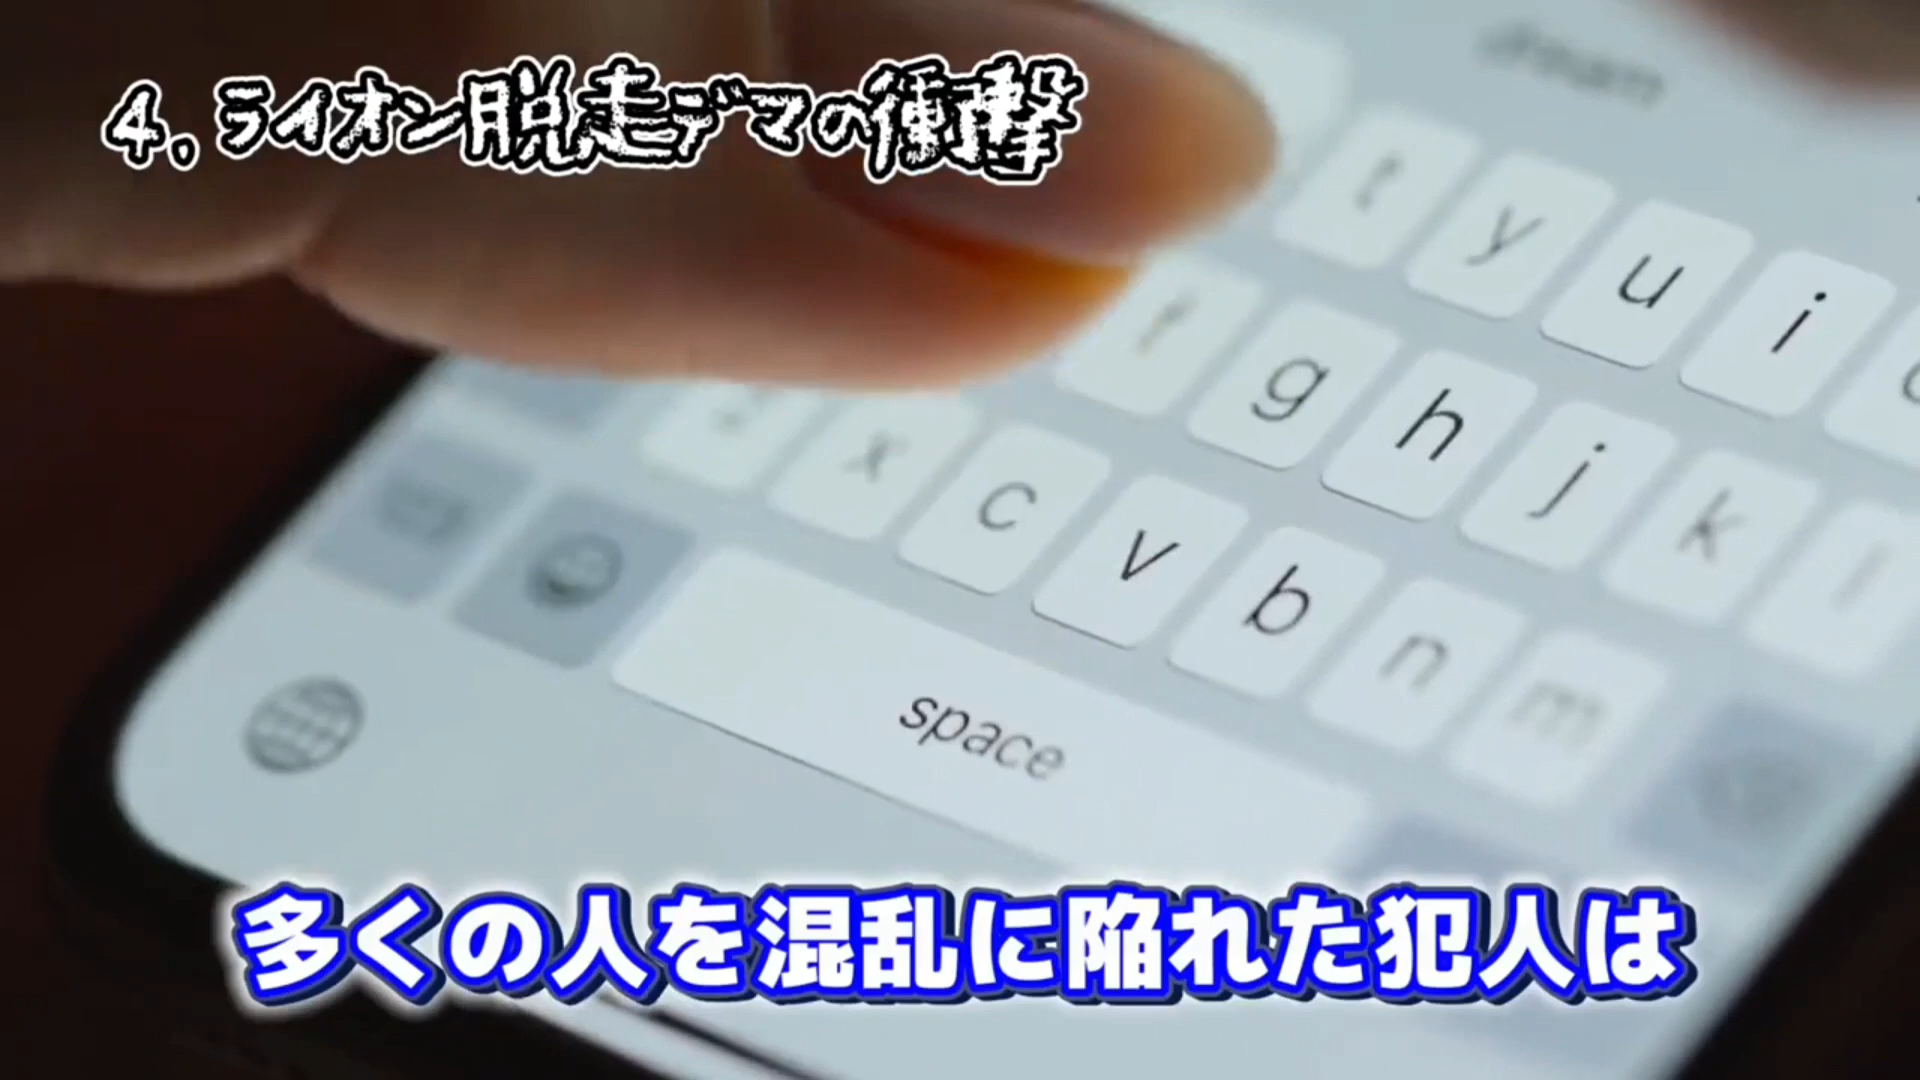 4. ライオン脱走デマの衝撃
t y u i
f g h j k l
x c v b n m
space
多くの人を混乱に陥れた犯人は